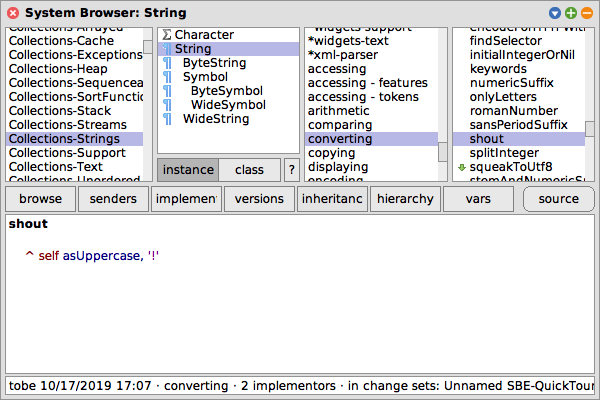 System Browser: String
Collections-Arrayed
Collections-Cache
Collections-Exceptions
Collections-Heap
Collections-Sequencea
Collections-SortFunctio
Collections-Stack
Collections-Streams
Collections-Strings
Collections-Support
Collections-Text
Collections-Unordered
Character
String
ByteString
Symbol
ByteSymbol
WideSymbol
WideString
instance
class
?
*widgets-support
*widgets-text
*xml-parser
accessing
accessing - features
accessing - tokens
arithmetic
comparing
converting
copying
displaying
encoding
findSelector
initialIntegerOrNil
keywords
numericSuffix
onlyLetters
romanNumber
sansPeriodSuffix
shout
splitInteger
squeakToUtf8
stemAndNumericSu
browse
senders
implement
versions
inheritanc
hierarchy
vars
source
shout
^ self asUppercase, '!'
tobe 10/17/2019 17:07 · converting · 2 implementors · in change sets: Unnamed SBE-QuickTour